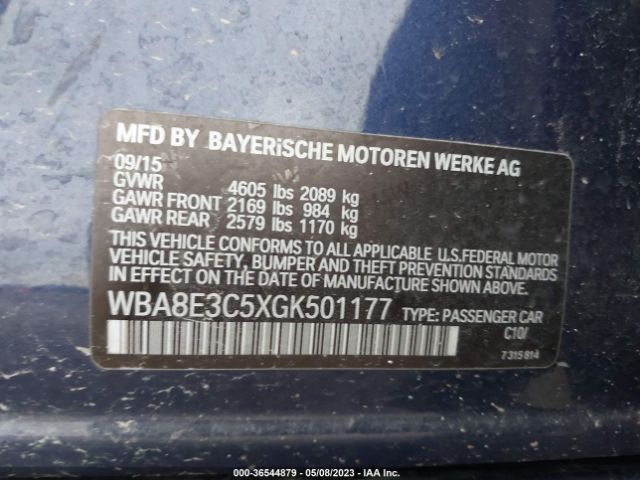 MFD BY BAYERiSCHE MOTOREN WERKE AG
09/15
GVWR 4605 lbs 2089 kg
GAWR FRONT 2169 lbs 984 kg
GAWR REAR 2579 lbs 1170 kg
THIS VEHICLE CONFORMS TO ALL APPLICABLE U.S.FEDERAL MOTOR
VEHICLE SAFETY, BUMPER AND THEFT PREVENTION STANDARDS
IN EFFECT ON THE DATE OF MANUFACTURE SHOWN ABOVE.
WBA8E3C5XGK501177 TYPE: PASSENGER CAR
C10/
7 315 814
000-36544879 - 05/08/2023 - IAA Inc.